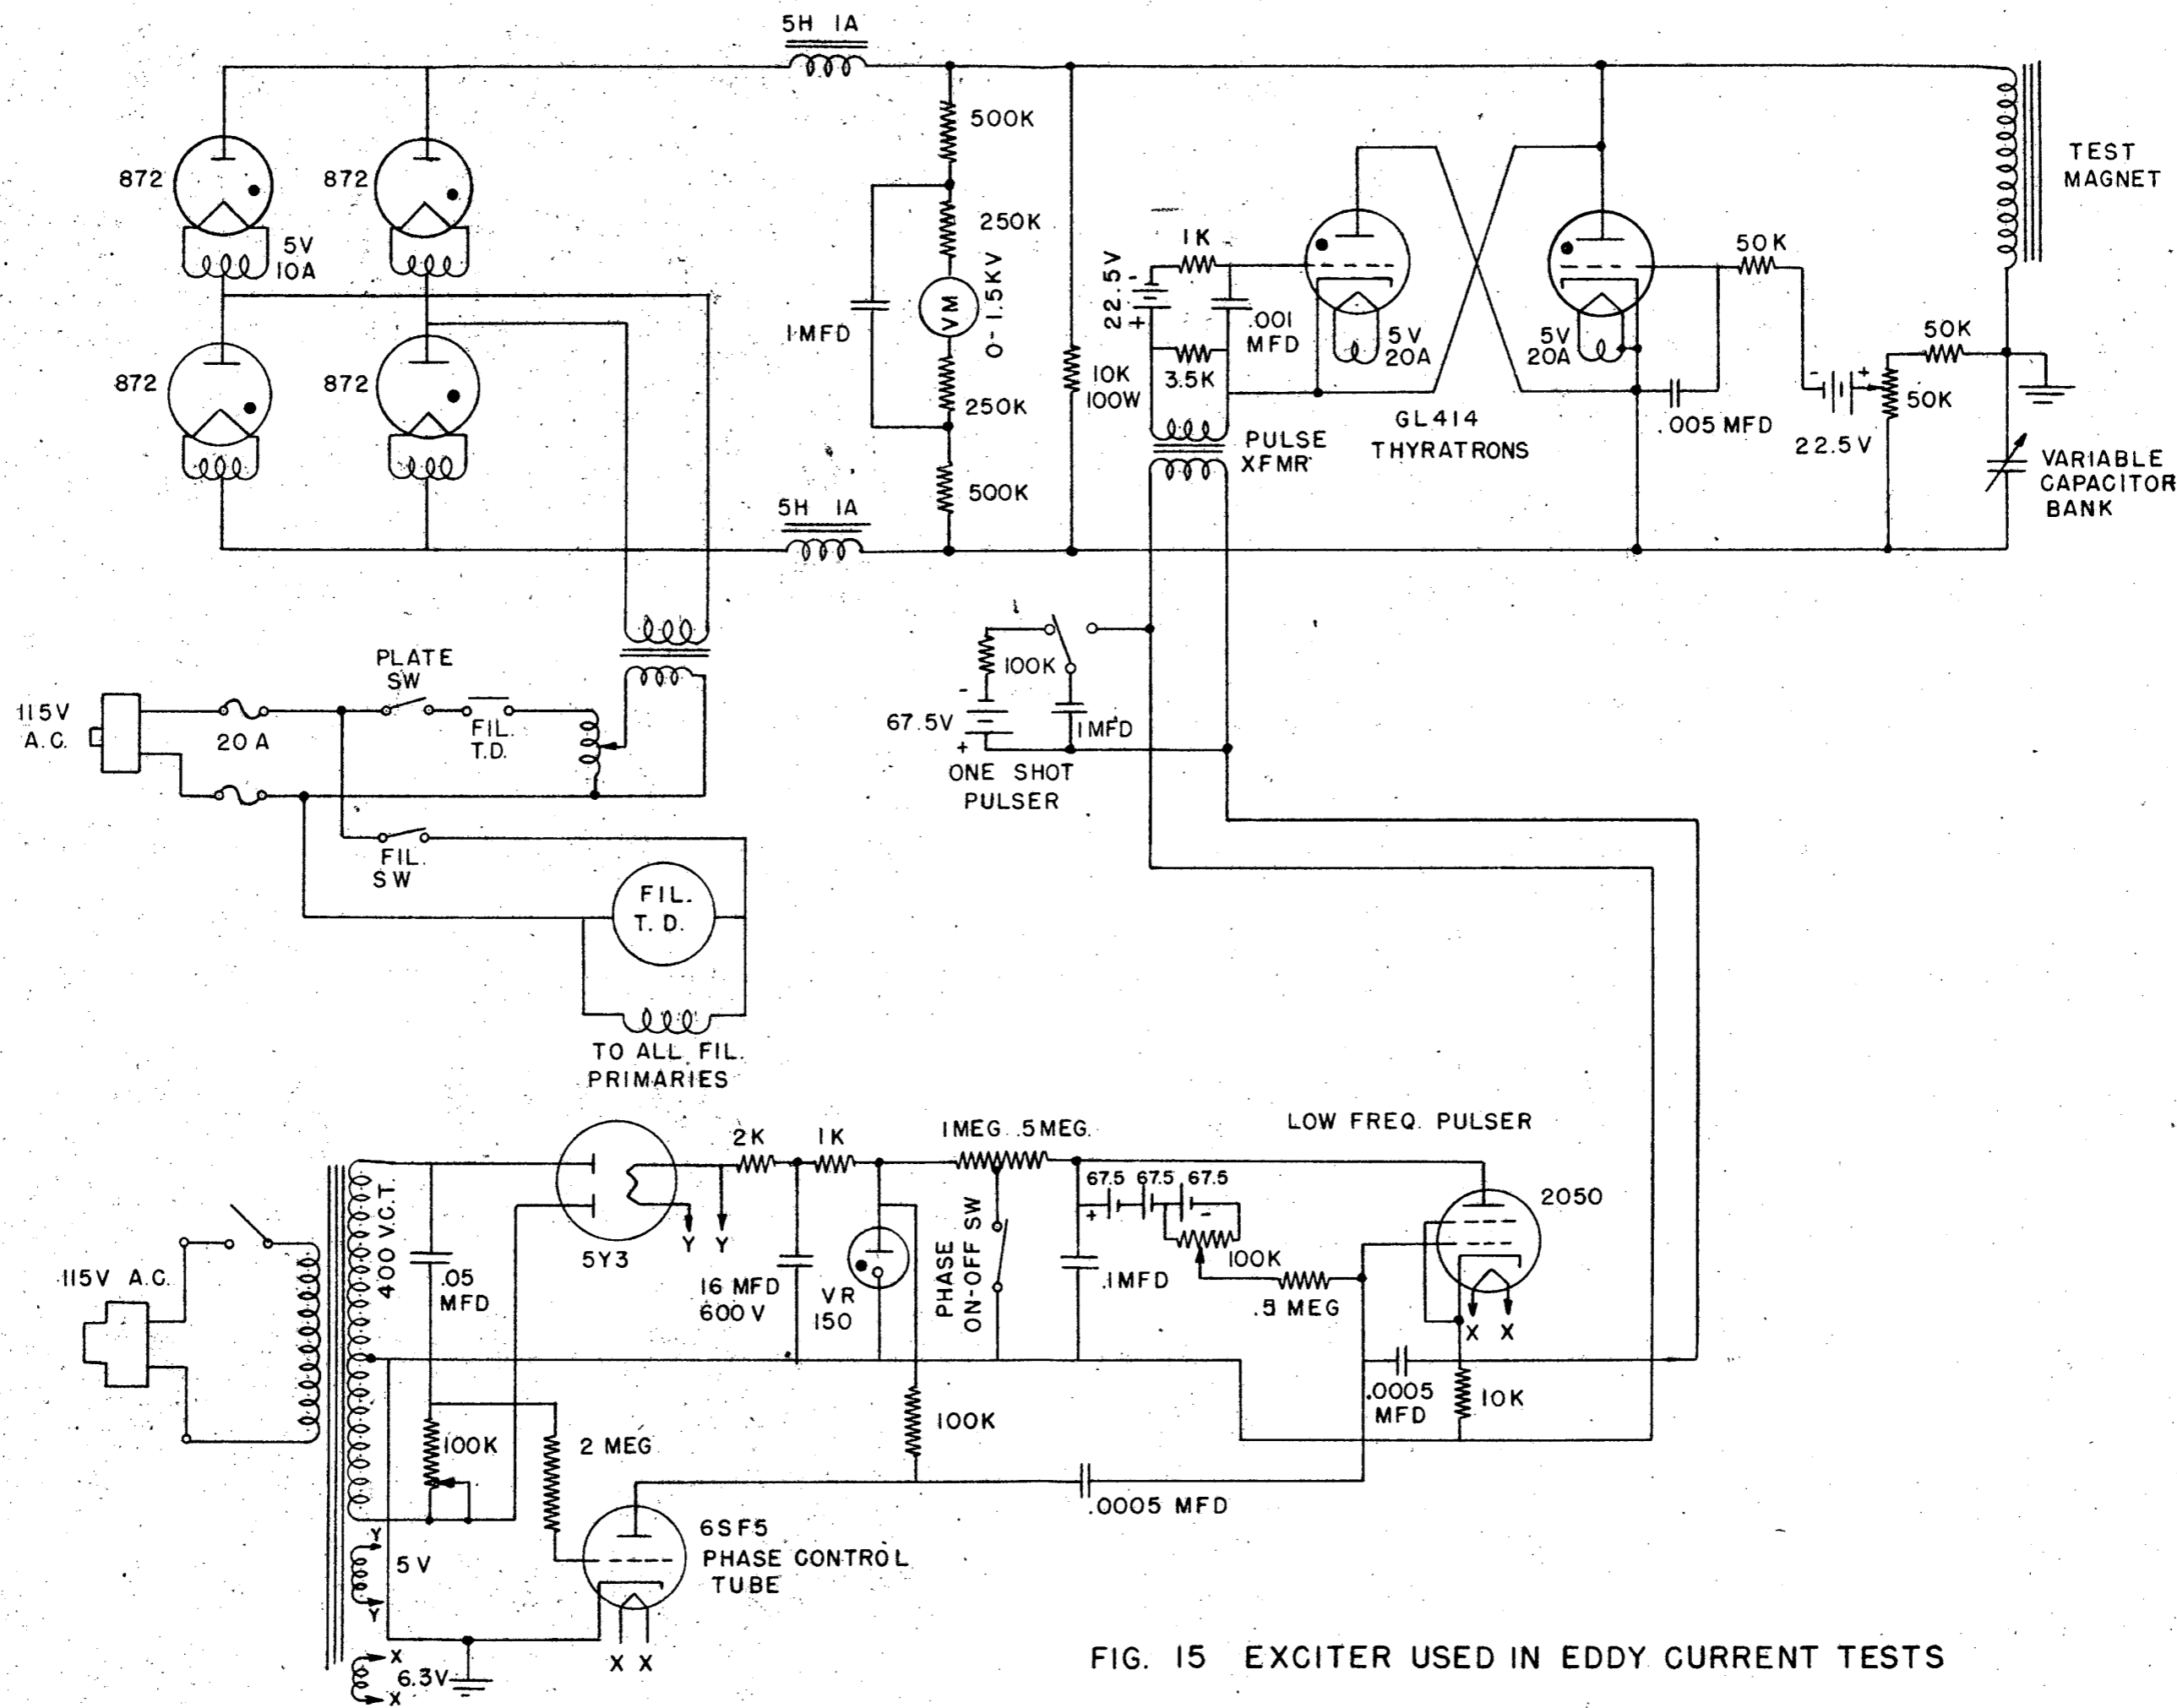 5H 1A
872
872
5V
10A
872
872
500K
250K
1 MFD
VM
0-1.5KV
250K
500K
5H 1A
10K
100W
22.5V
-
+
1K
.001
MFD
3.5K
PULSE
XFMR
5V
20A
GL414
THYRATRONS
5V
20A
50K
.005 MFD
- +
22.5V
50K
50K
TEST
MAGNET
VARIABLE
CAPACITOR
BANK
115V
A.C.
20A
PLATE
SW
FIL.
T.D.
FIL.
SW
FIL.
T.D.
TO ALL FIL.
PRIMARIES
100K
-
67.5V
+
1MFD
ONE SHOT
PULSER
LOW FREQ. PULSER
115V A.C.
400 V.C.T.
.05
MFD
5Y3
Y Y
2K
1K
16 MFD
600V
VR
150
1MEG .5MEG.
PHASE
ON-OFF SW
67.5 67.5 67.5
+ -
.1MFD
100K
.5 MEG
2050
X X
.0005
MFD
10K
100K
2 MEG
100K
.0005 MFD
6SF5
PHASE CONTROL
TUBE
X X
Y
5V
Y
X
6.3V
X
FIG. 15 EXCITER USED IN EDDY CURRENT TESTS